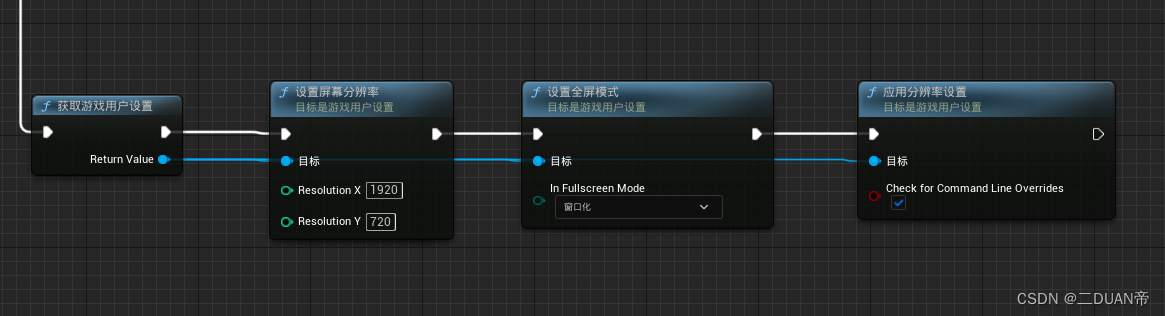 获取游戏用户设置
Return Value
设置屏幕分辨率
目标是游戏用户设置
目标
Resolution X 1920
Resolution Y 720
设置全屏模式
目标是游戏用户设置
目标
In Fullscreen Mode
窗口化
应用分辨率设置
目标是游戏用户设置
目标
Check for Command Line Overrides
CSDN @二DUAN帝